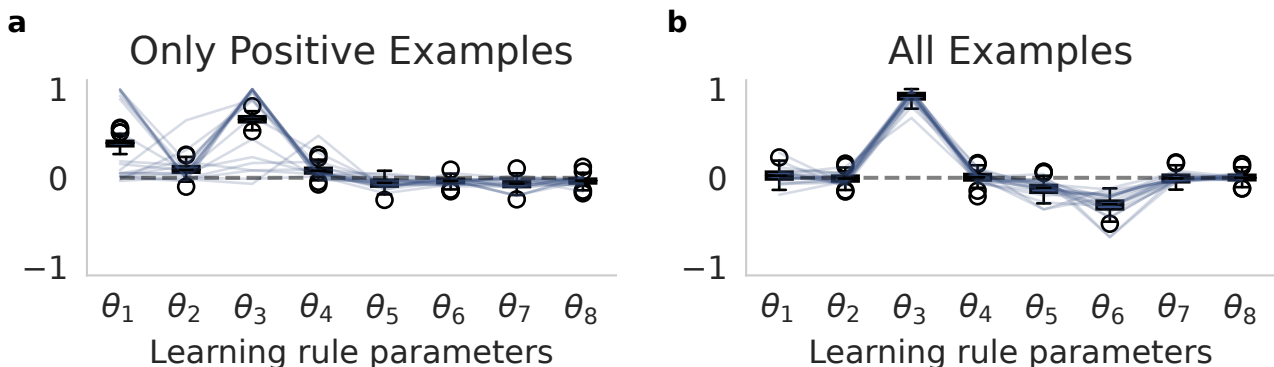 a
Only Positive Examples
1
0
−1
θ1 θ2 θ3 θ4 θ5 θ6 θ7 θ8
Learning rule parameters
b
All Examples
1
0
−1
θ1 θ2 θ3 θ4 θ5 θ6 θ7 θ8
Learning rule parameters